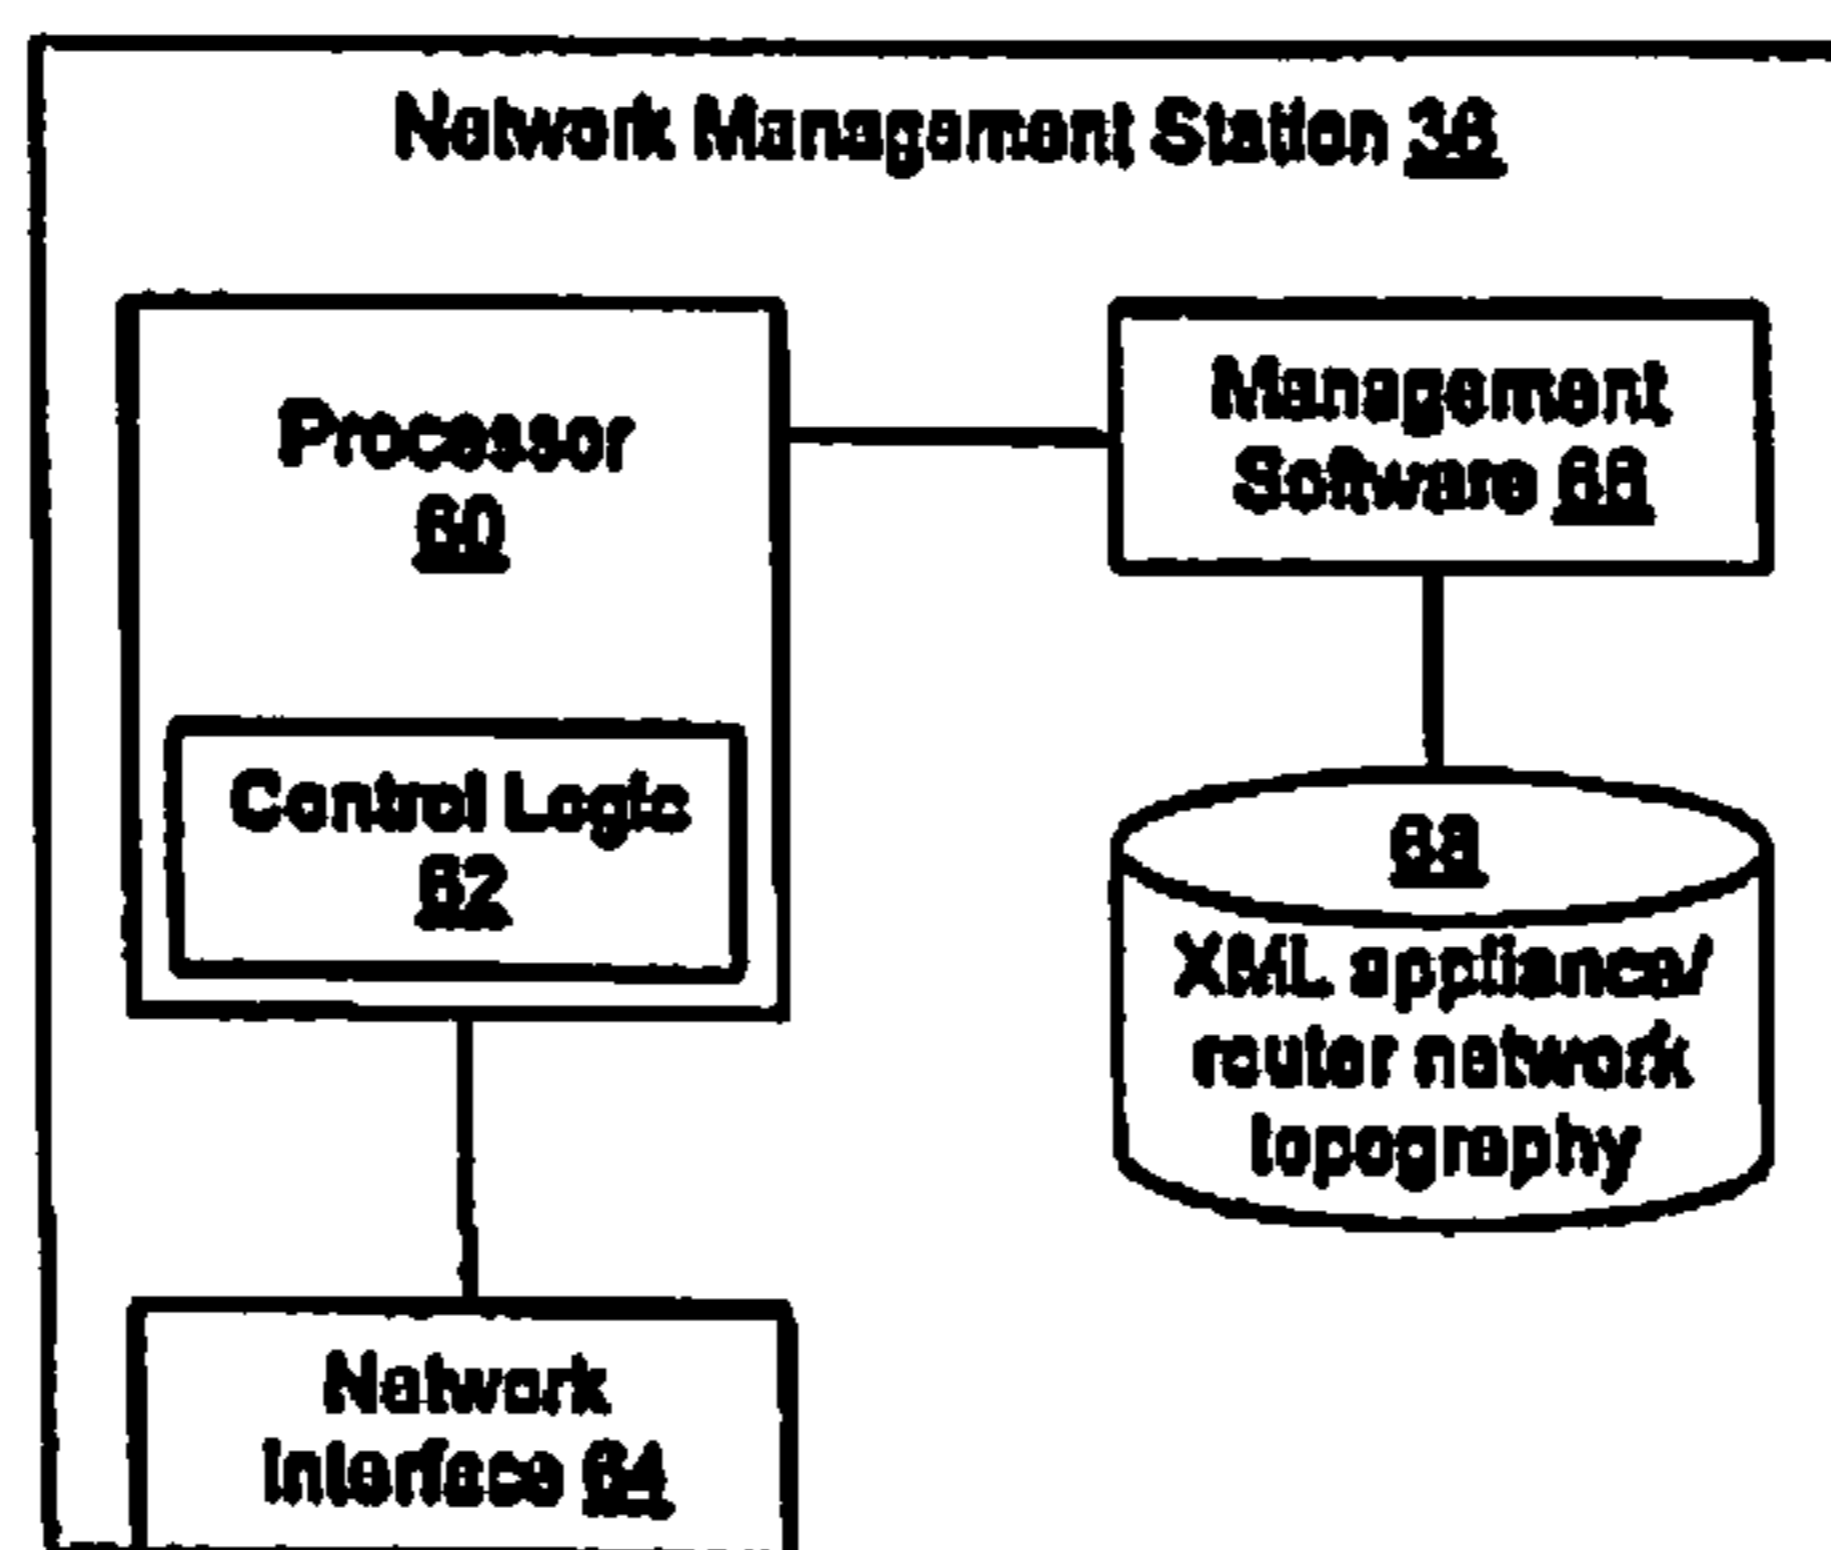 Network Management Station 36
Processor
60
Management
Software 66
Control Logic
62
68
XML appliance/
router network
topography
Network
Interface 64